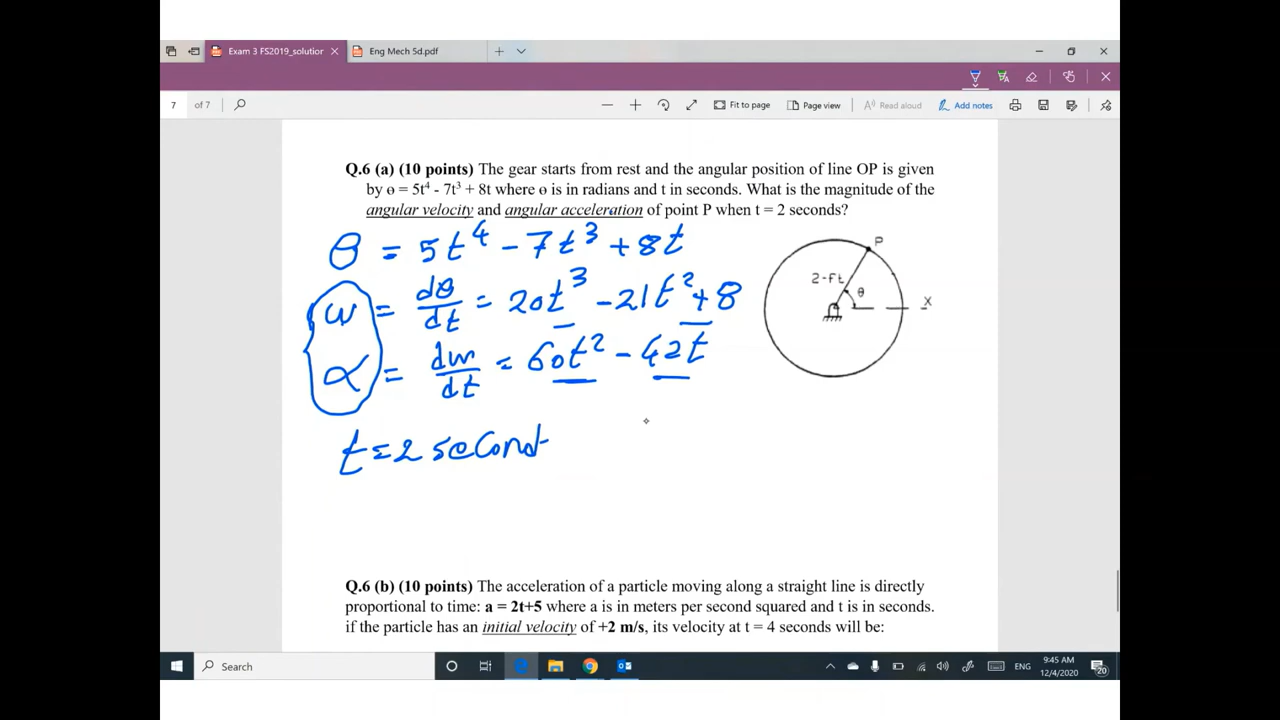 Exam 3 FS2019_solutior
Eng Mech 5d.pdf
7 of 7
Fit to page
Page view
Read aloud
Add notes
Q.6 (a) (10 points) The gear starts from rest and the angular position of line OP is given
by ɵ = 5t⁴ - 7t³ + 8t where ɵ is in radians and t in seconds. What is the magnitude of the
angular velocity and angular acceleration of point P when t = 2 seconds?
θ = 5t⁴ - 7t³ + 8t
ω = dθ/dt = 20t³ - 21t² + 8
α = dω/dt = 60t² - 42t
t = 2 second
P
2-ft
θ
X
Q.6 (b) (10 points) The acceleration of a particle moving along a straight line is directly
proportional to time: a = 2t+5 where a is in meters per second squared and t is in seconds.
if the particle has an initial velocity of +2 m/s, its velocity at t = 4 seconds will be:
Search
ENG
9:45 AM
12/4/2020
20